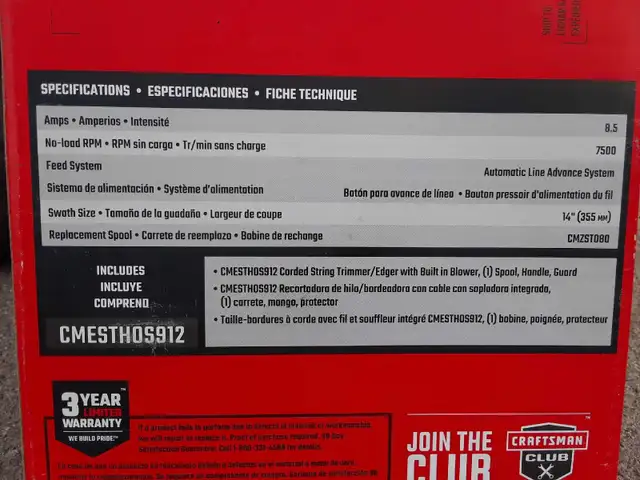 SPECIFICATIONS • ESPECIFICACIONES • FICHE TECHNIQUE
Amps • Amperios • Intensité 8.5
No-load RPM • RPM sin carga • Tr/min sans charge 7500
Feed System Automatic Line Advance System
Sistema de alimentación • Système d'alimentation Botón para avance de línea • Bouton pressoir d'alimentation du fil
Swath Size • Tamaño de la guadaña • Largeur de coupe 14" (355 MM)
Replacement Spool • Carrete de reemplazo • Bobine de rechange CMZST080
INCLUDES
INCLUYE
COMPREND
CMESTHOS912
• CMESTHOS912 Corded String Trimmer/Edger with Built in Blower, (1) Spool, Handle, Guard
• CMESTHOS912 Recortadora de hilo/bordeadora con cable con sopladora integrada,
(1) carrete, mango, protector
• Taille-bordures à corde avec fil et souffleur intégré CMESTHOS912, (1) bobine, poignée, protecteur
3 YEAR
LIMITED
WARRANTY
WE BUILD PRIDE.™
JOIN THE
CLUB
CRAFTSMAN
CLUB